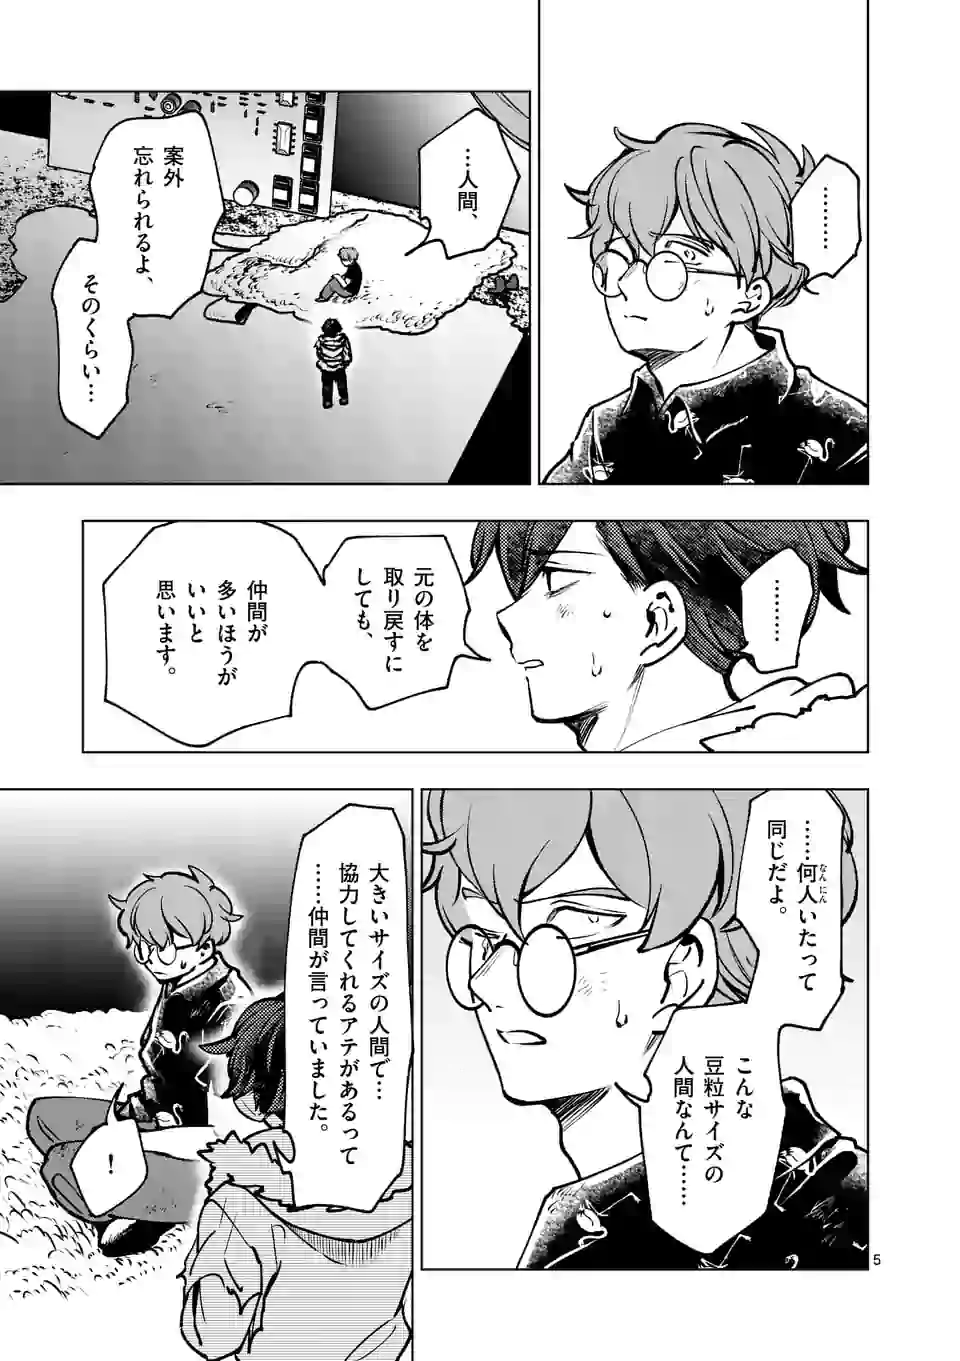 ………
…人間、
案外
忘れられるよ、
そのくらい…
………
元の体を
取り戻すに
しても、
仲間が
多いほうが
いいと
思います。
……何人いたって
なんにん
同じだよ。
こんな
豆粒サイズの
人間なんて……
大きいサイズの人間で…
協力してくれるアテがあるって
……仲間が言っていました。
！
5